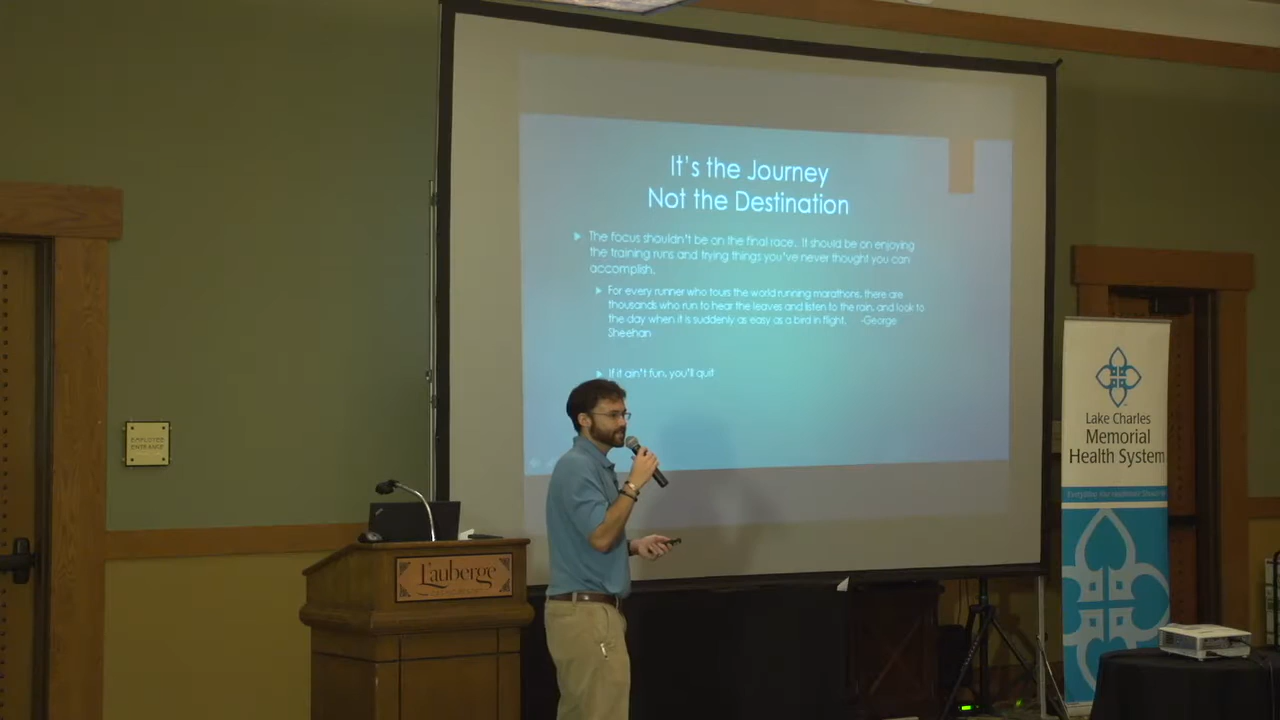 It's the Journey
Not the Destination
The focus shouldn't be on the final race. It should be on enjoying
the training runs and trying things you've never thought you can
accomplish.
For every runner who tours the world running marathons, there are
thousands who run to hear the leaves and listen to the rain, and look to
the day when it is suddenly as easy as a bird in flight. -George
Sheehan
If it ain't fun, you'll quit
EMPLOYEE
ENTRANCE
L'auberge
Lake Charles
Memorial
Health System